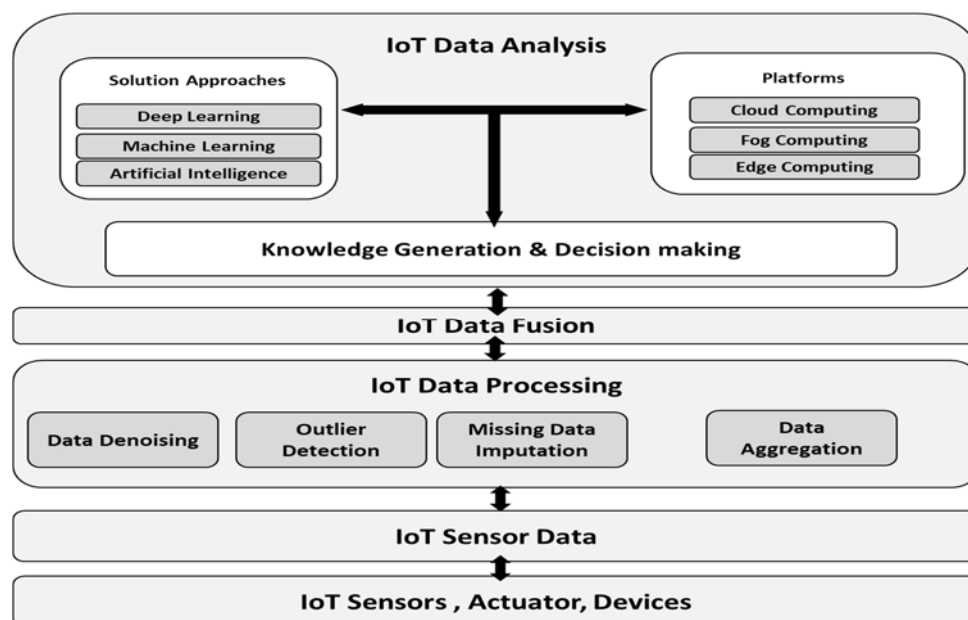 IoT Data Analysis
Solution Approaches
Deep Learning
Machine Learning
Artificial Intelligence
Platforms
Cloud Computing
Fog Computing
Edge Computing
Knowledge Generation & Decision making
IoT Data Fusion
IoT Data Processing
Data Denoising
Outlier
Detection
Missing Data
Imputation
Data
Aggregation
IoT Sensor Data
IoT Sensors , Actuator, Devices